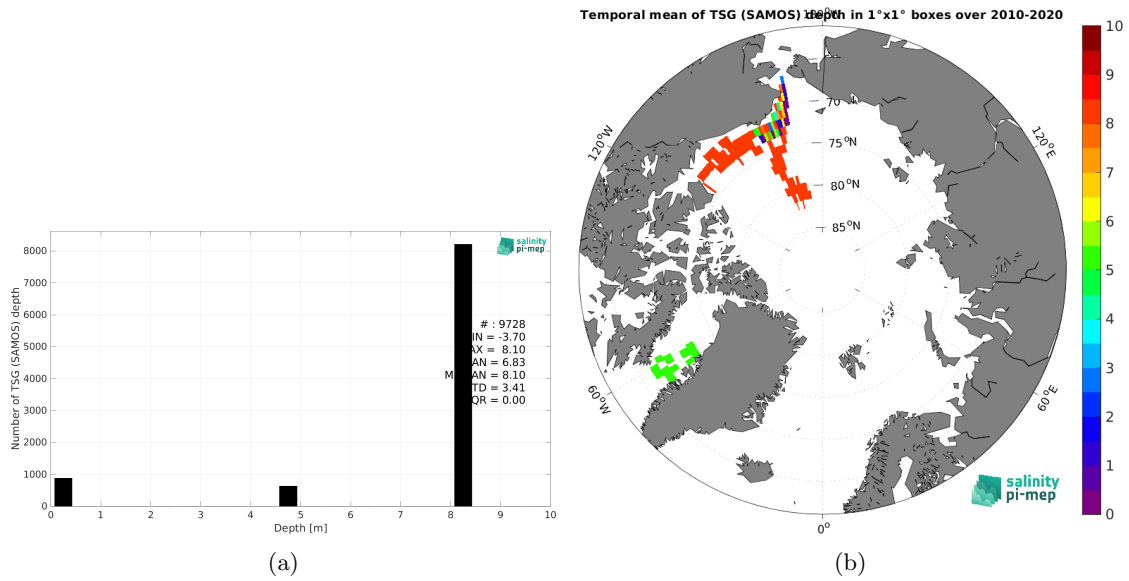 Temporal mean of TSG (SAMOS) depth in 1°x1° boxes over 2010-2020
8000
7000
6000
5000
4000
3000
2000
1000
0
Number of TSG (SAMOS) depth
salinity
pi-mep
# : 9728
IN = -3.70
AX = 8.10
AN = 6.83
M AN = 8.10
TD = 3.41
QR = 0.00
0 1 2 3 4 5 6 7 8 9 10
Depth [m]
(a)
180°W
120°W
120°E
60°W
60°E
0°
70
75°N
80°N
85°N
10
9
8
7
6
5
4
3
2
1
0
salinity
pi-mep
(b)